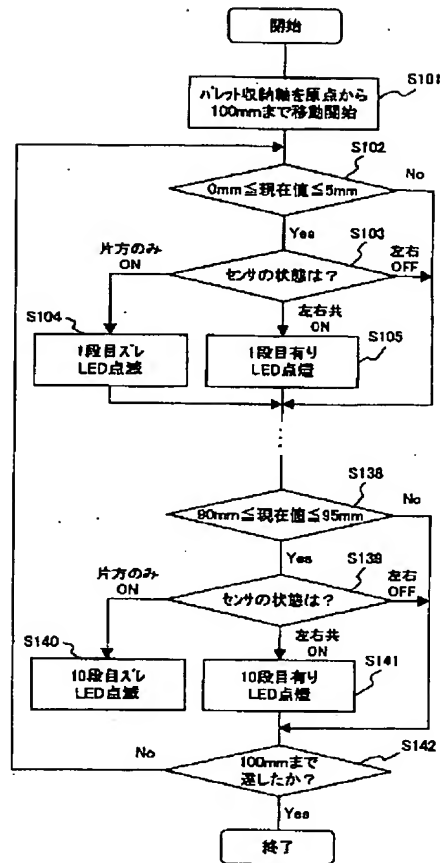 開始
S101
パレット収納軸を原点から
100mmまで移動開始
S102
0mm≦現在値≦5mm
No
Yes
S103
片方のみ
ON
センサの状態は?
左右
OFF
左右共
ON
S104
1段目ズレ
LED点滅
S105
1段目有り
LED点燈
S138
90mm≦現在値≦95mm
No
Yes
S139
片方のみ
ON
センサの状態は?
左右
OFF
左右共
ON
S140
10段目ズレ
LED点滅
S141
10段目有り
LED点燈
S142
No
100mmまで
達したか?
Yes
終了